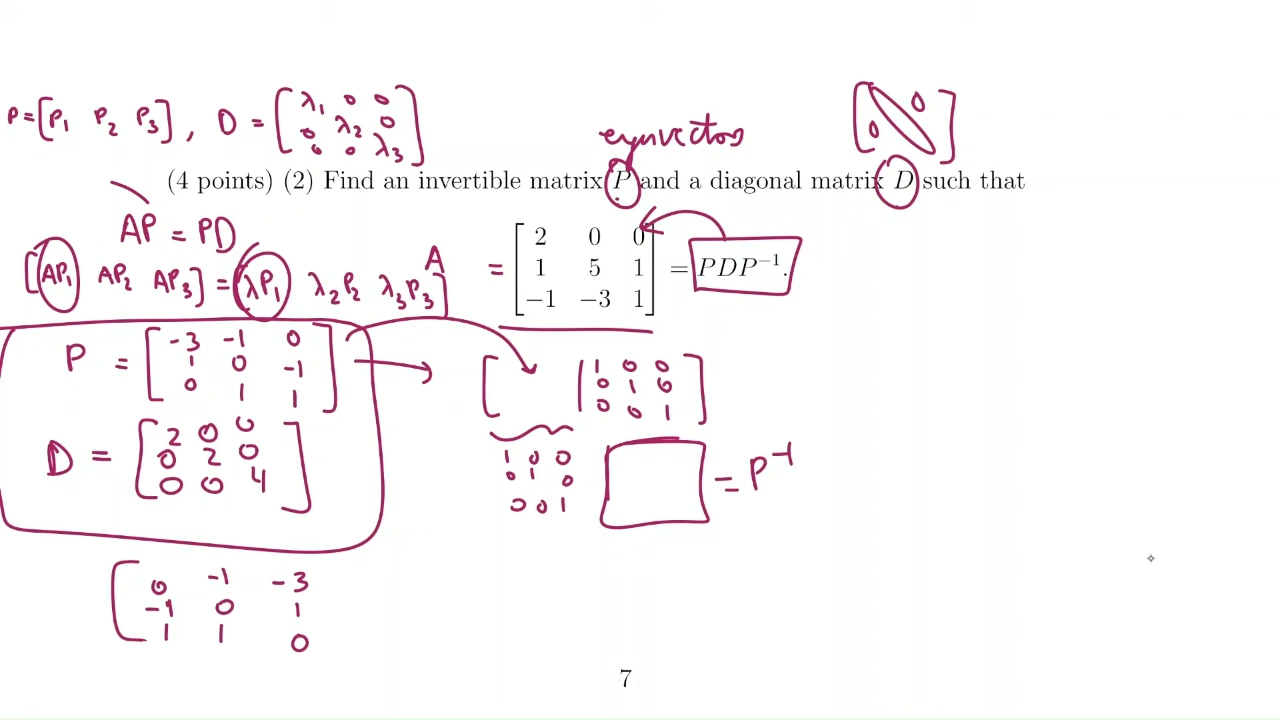 P = [P₁ P₂ P₃] , D = [λ₁ 0 0
0 λ₂ 0
0 0 λ₃]
eigenvectors
[0 0]
(4 points) (2) Find an invertible matrix P and a diagonal matrix D such that
AP = PD
[AP₁ AP₂ AP₃] = [λP₁ λ₂P₂ λ₃P₃]
A = [2 0 0
1 5 1
−1 −3 1] = PDP⁻¹.
P = [-3 -1 0
1 0 -1
0 1 1]
[ | 1 0 0
0 1 0
0 0 1]
D = [2 0 0
0 2 0
0 0 4]
1 0 0
0 1 0
0 0 1
= P⁻¹
[0 -1 -3
-1 0 1
1 1 0
7